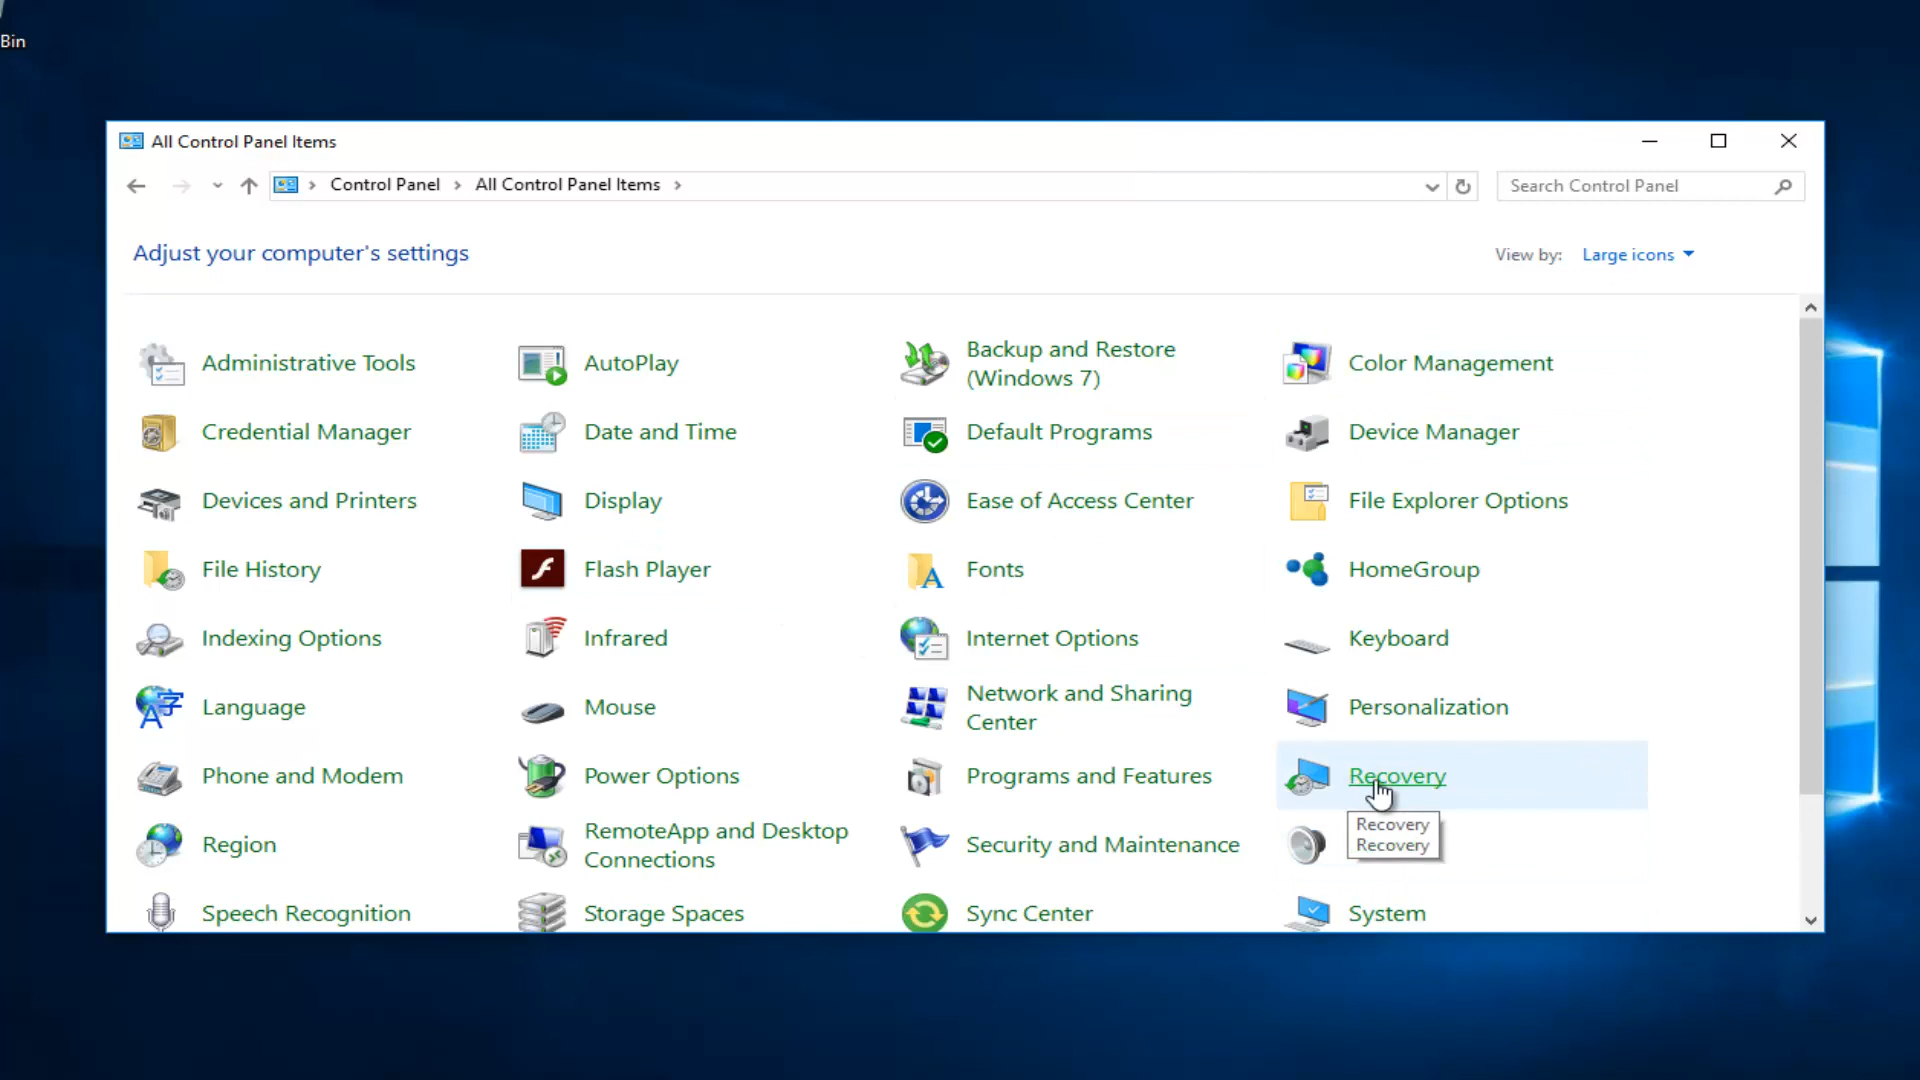 Bin
All Control Panel Items
Control Panel
All Control Panel Items
Search Control Panel
Adjust your computer's settings
View by: Large icons
Administrative Tools
AutoPlay
Backup and Restore
(Windows 7)
Color Management
Credential Manager
Date and Time
Default Programs
Device Manager
Devices and Printers
Display
Ease of Access Center
File Explorer Options
File History
Flash Player
Fonts
HomeGroup
Indexing Options
Infrared
Internet Options
Keyboard
Language
Mouse
Network and Sharing
Center
Personalization
Phone and Modem
Power Options
Programs and Features
Recovery
Recovery
Recovery
Region
RemoteApp and Desktop
Connections
Security and Maintenance
Speech Recognition
Storage Spaces
Sync Center
System